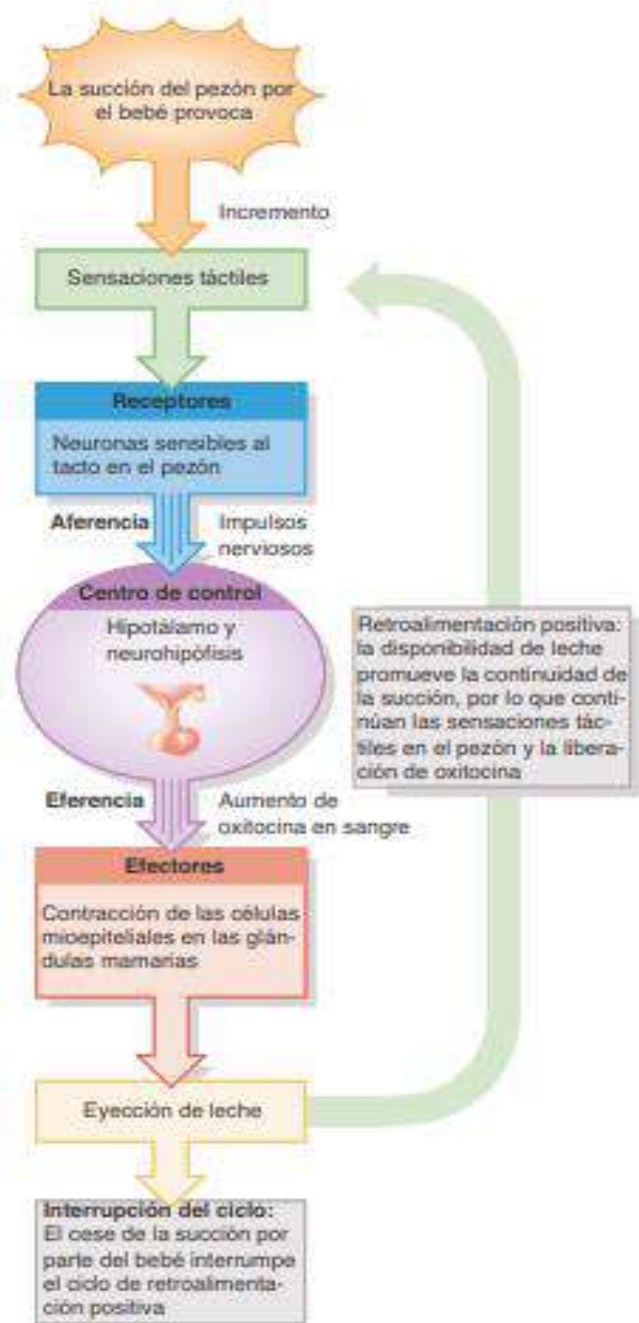 La succión del pezón por
el bebé provoca
Incremento
Sensaciones táctiles
Receptores
Neuronas sensibles al
tacto en el pezón
Aferencia
Impulsos
nerviosos
Centro de control
Hipotálamo y
neurohipófisis
Eferencia
Aumento de
oxitocina en sangre
Efectores
Contracción de las células
mioepiteliales en las glán-
dulas mamarias
Eyección de leche
Retroalimentación positiva:
la disponibilidad de leche
promueve la continuidad de
la succión, por lo que conti-
núan las sensaciones tác-
tiles en el pezón y la libera-
ción de oxitocina
Interrupción del ciclo:
El cese de la succión por
parte del bebé interrumpe
el ciclo de retroalimenta-
ción positiva